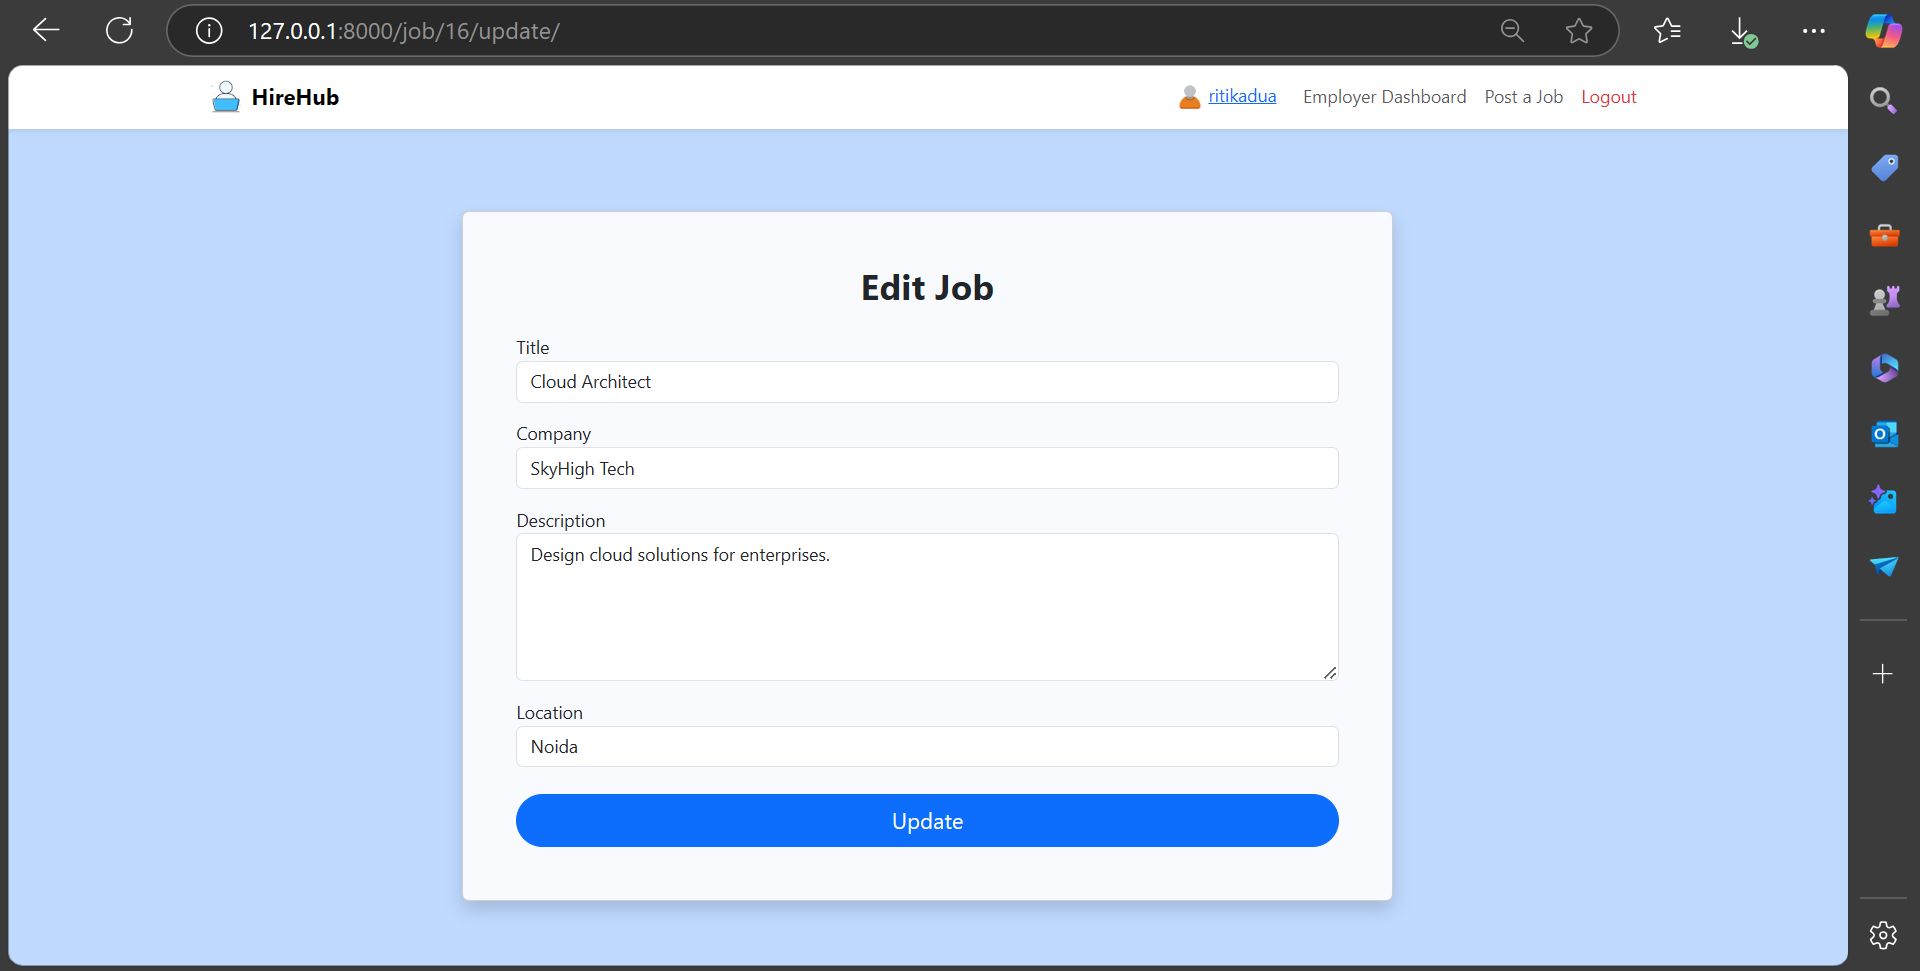 127.0.0.1:8000/job/16/update/
HireHub
ritikadua Employer Dashboard Post a Job Logout
Edit Job
Title
Cloud Architect
Company
SkyHigh Tech
Description
Design cloud solutions for enterprises.
Location
Noida
Update